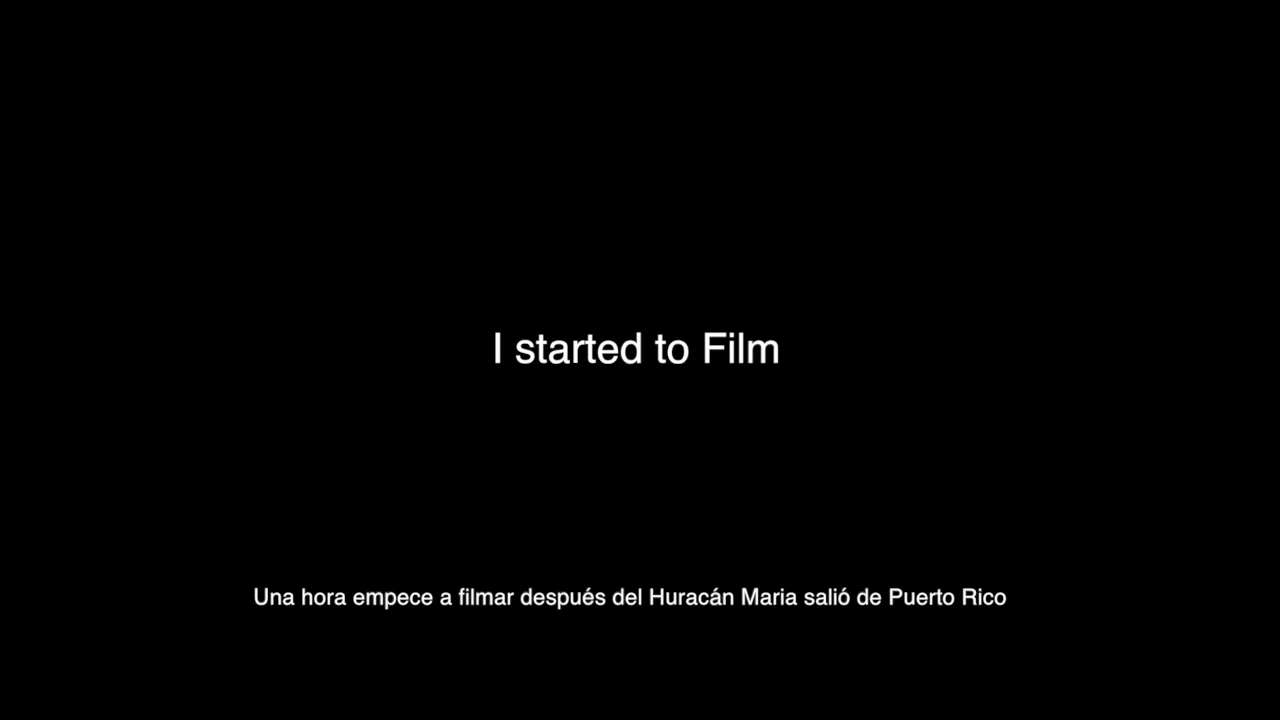 I started to Film
Una hora empece a filmar después del Huracán Maria salió de Puerto Rico